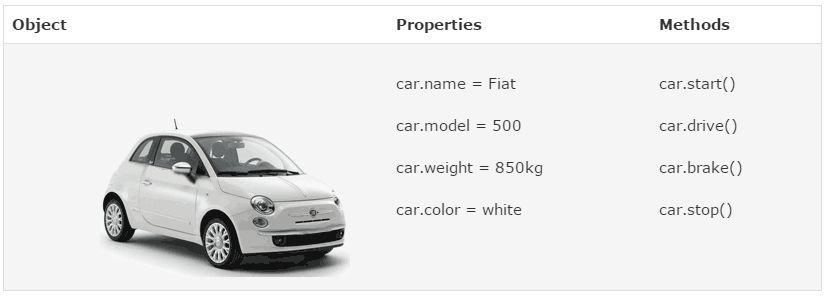 Object Properties Methods
car.name = Fiat car.start()
car.model = 500 car.drive()
car.weight = 850kg car.brake()
car.color = white car.stop()